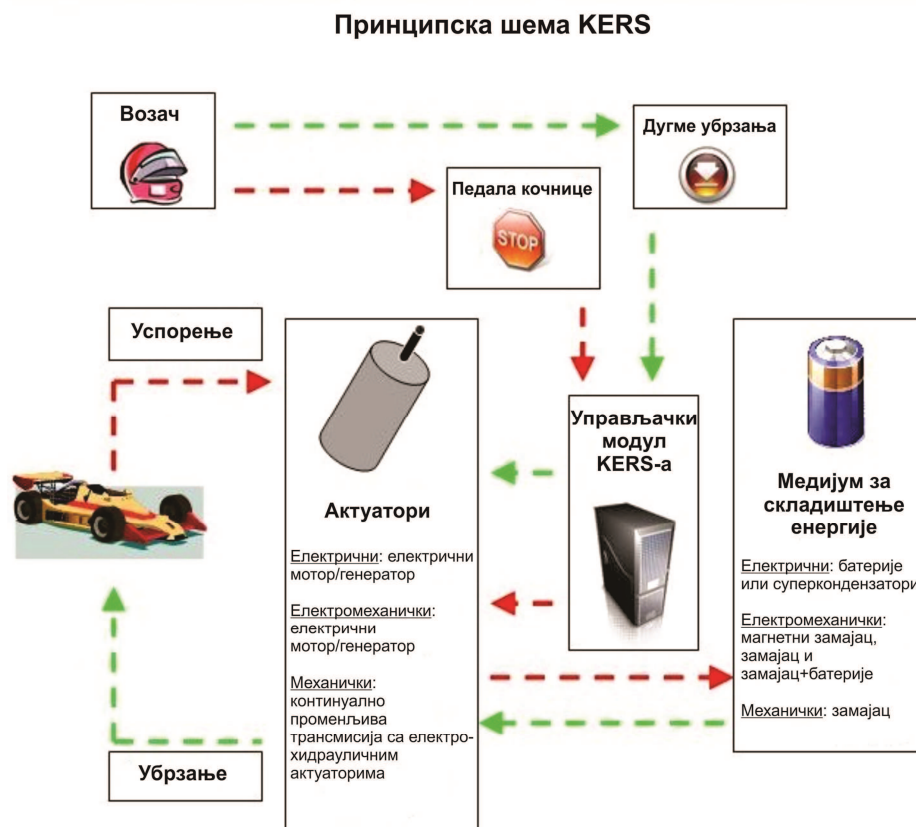 Принципска шема KERS
Возач
Дугме убрзања
Педала кочнице
STOP
Успорење
Управљачки
модул
KERS-а
Актуатори
Електрични: електрични
мотор/генератор
Електромеханички:
електрични
мотор/генератор
Механички:
континуално
променљива
трансмисија са електро-
хидрауличним
актуаторима
Медијум за
складиштење
енергије
Електрични: батерије
или суперкондензатори
Електромеханички:
магнетни замајац,
замајац и
замајац+батерије
Механички: замајац
Убрзање